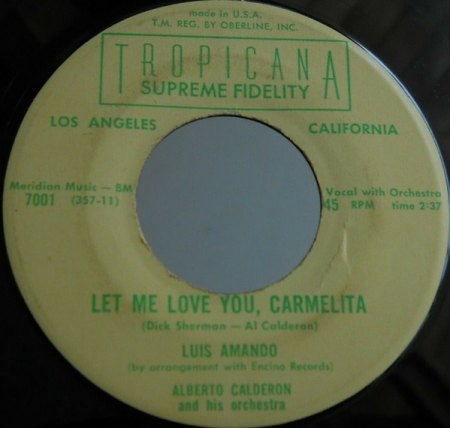 made in U.S.A.
T.M. REG. BY OBERLINE, INC.
TROPICANA
SUPREME FIDELITY
LOS ANGELES CALIFORNIA
Meridian Music — BM Vocal with Orchestra
7001 (357-11) 45 RPM time 2:37
LET ME LOVE YOU, CARMELITA
(Dick Sherman — Al Calderon)
LUIS AMANDO
(by arrangement with Encino Records)
ALBERTO CALDERON
and his orchestra